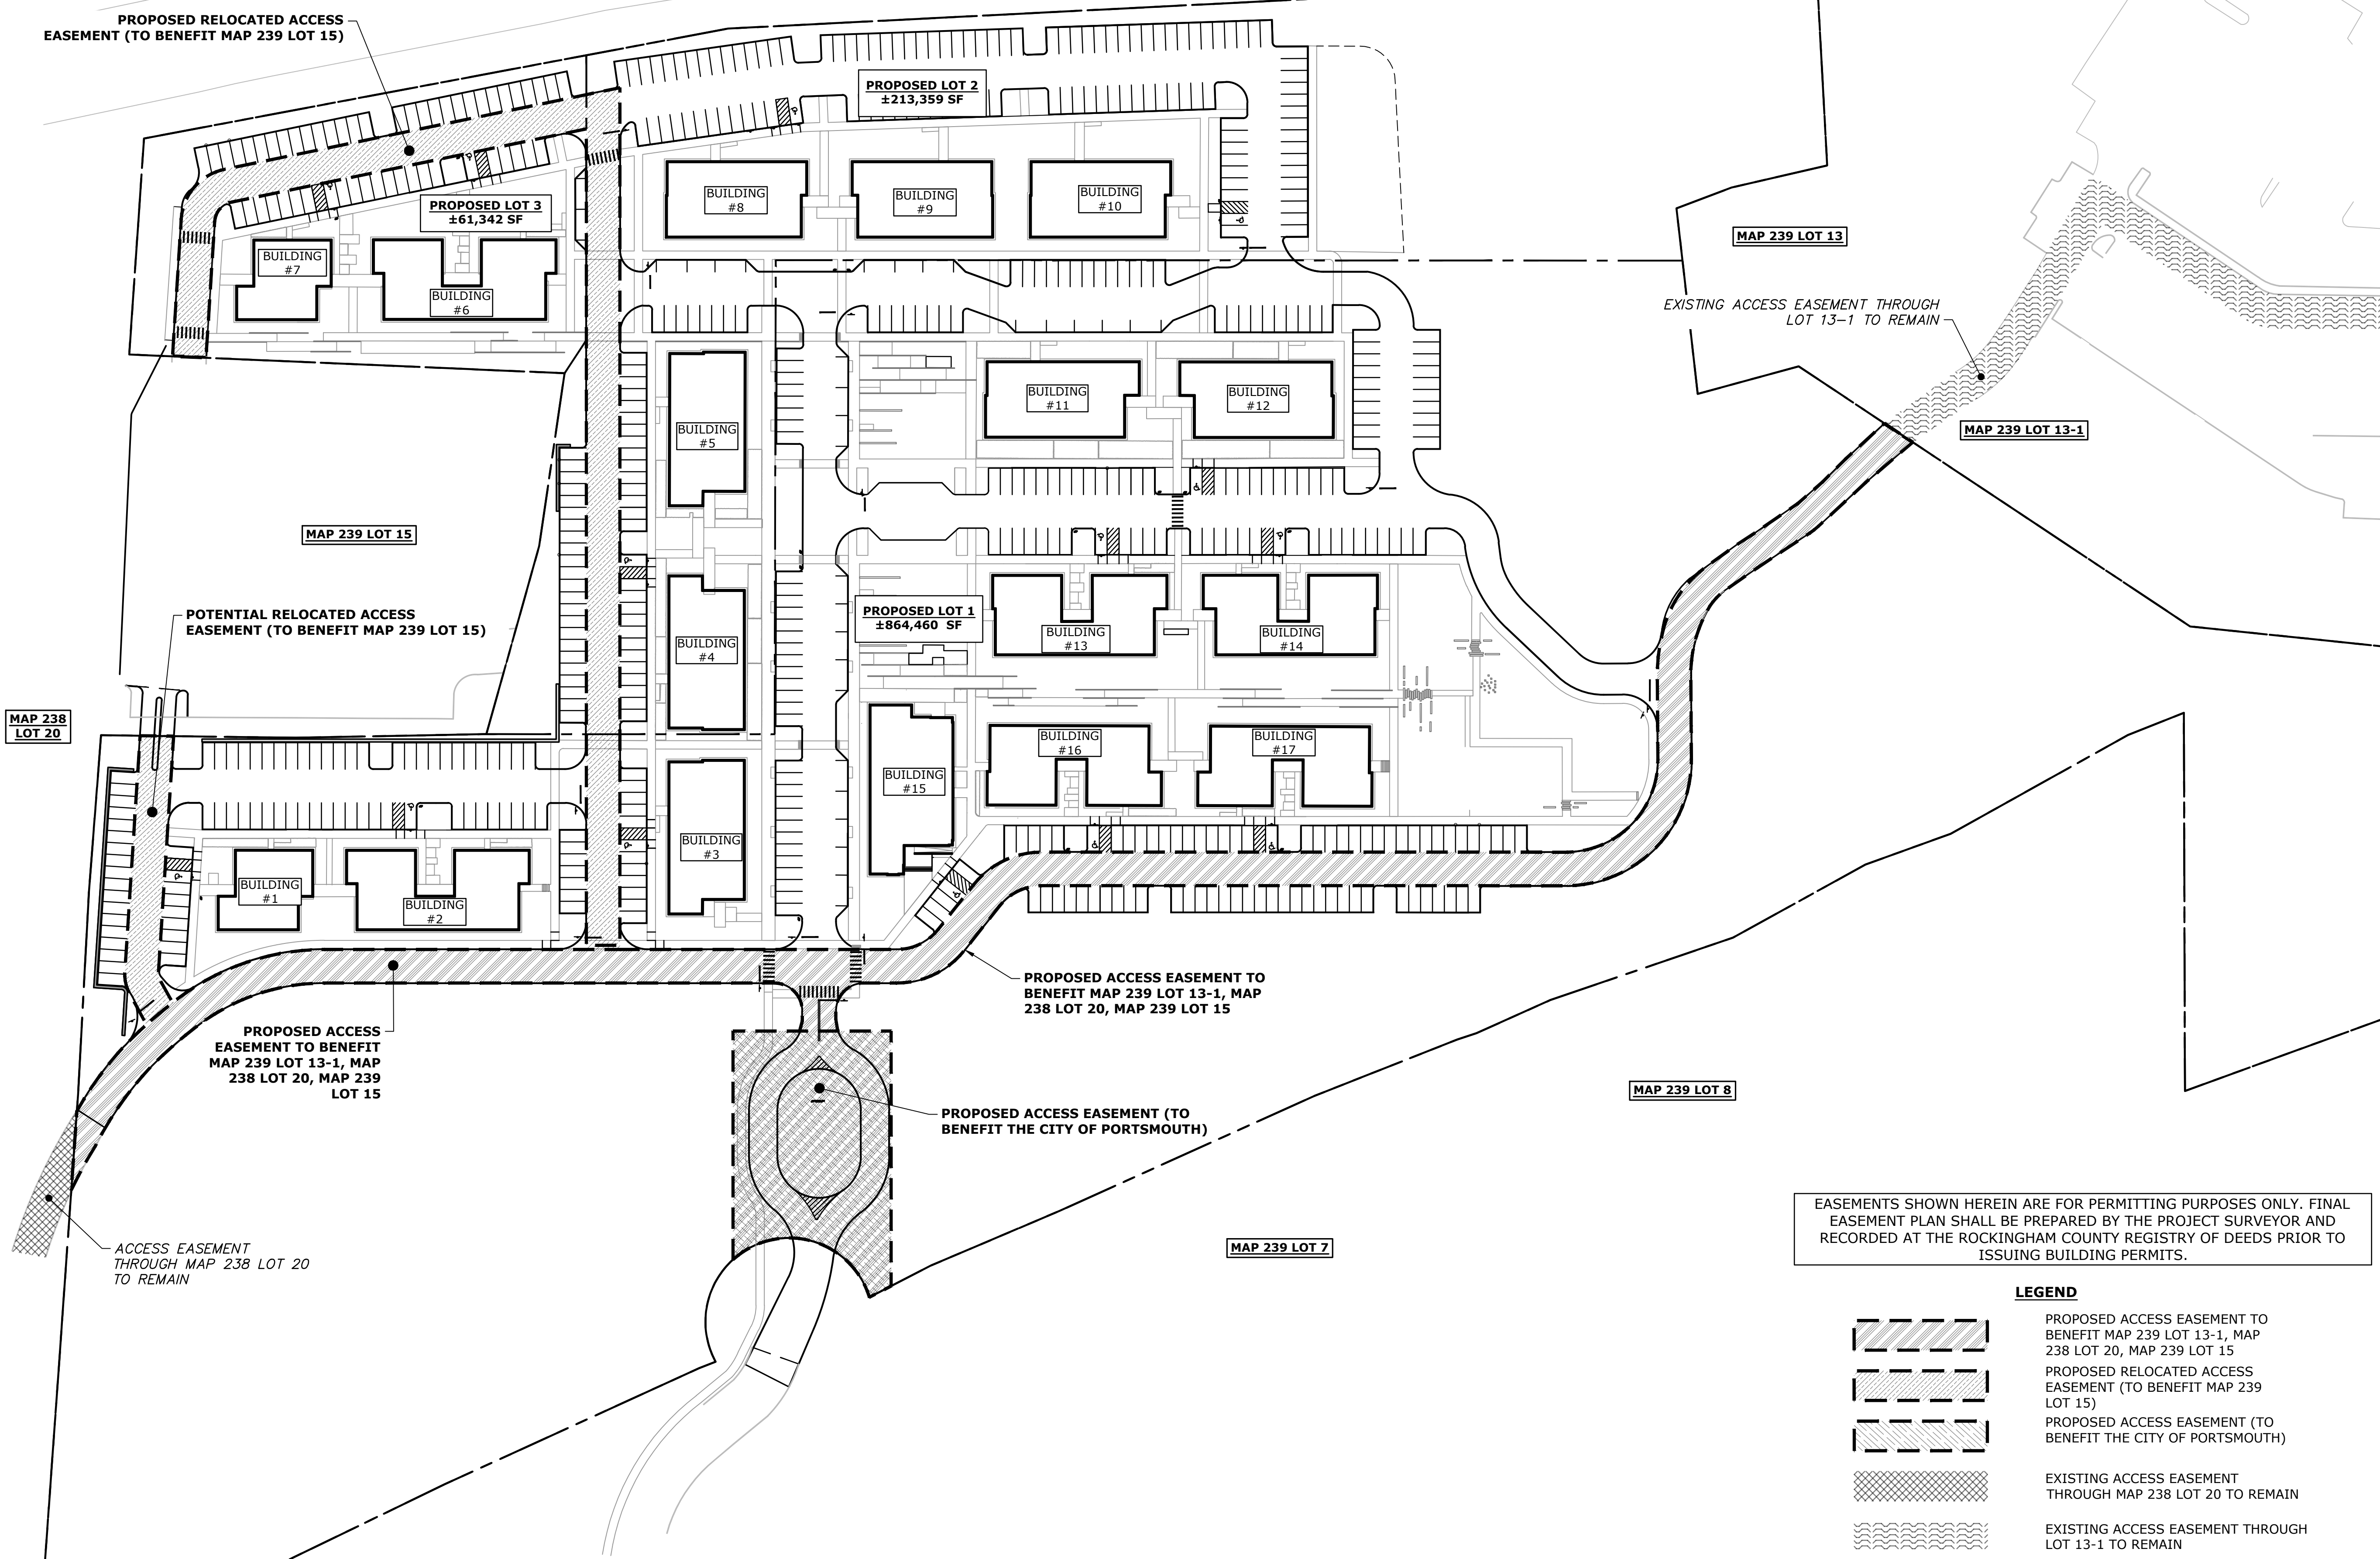 PROPOSED RELOCATED ACCESS
EASEMENT (TO BENEFIT MAP 239 LOT 15)
PROPOSED LOT 2
±213,359 SF
PROPOSED LOT 3
±61,342 SF
BUILDING
#8
BUILDING
#9
BUILDING
#10
BUILDING
#7
BUILDING
#6
MAP 239 LOT 13
EXISTING ACCESS EASEMENT THROUGH
LOT 13-1 TO REMAIN
MAP 239 LOT 13-1
BUILDING
#11
BUILDING
#12
BUILDING
#5
MAP 239 LOT 15
POTENTIAL RELOCATED ACCESS
EASEMENT (TO BENEFIT MAP 239 LOT 15)
PROPOSED LOT 1
±864,460 SF
BUILDING
#4
BUILDING
#13
BUILDING
#14
MAP 238
LOT 20
BUILDING
#16
BUILDING
#17
BUILDING
#15
BUILDING
#3
BUILDING
#1
BUILDING
#2
PROPOSED ACCESS EASEMENT TO
BENEFIT MAP 239 LOT 13-1, MAP
238 LOT 20, MAP 239 LOT 15
PROPOSED ACCESS
EASEMENT TO BENEFIT
MAP 239 LOT 13-1, MAP
238 LOT 20, MAP 239
LOT 15
PROPOSED ACCESS EASEMENT (TO
BENEFIT THE CITY OF PORTSMOUTH)
MAP 239 LOT 8
MAP 239 LOT 7
ACCESS EASEMENT
THROUGH MAP 238 LOT 20
TO REMAIN
EASEMENTS SHOWN HEREIN ARE FOR PERMITTING PURPOSES ONLY. FINAL
EASEMENT PLAN SHALL BE PREPARED BY THE PROJECT SURVEYOR AND
RECORDED AT THE ROCKINGHAM COUNTY REGISTRY OF DEEDS PRIOR TO
ISSUING BUILDING PERMITS.
LEGEND
PROPOSED ACCESS EASEMENT TO
BENEFIT MAP 239 LOT 13-1, MAP
238 LOT 20, MAP 239 LOT 15
PROPOSED RELOCATED ACCESS
EASEMENT (TO BENEFIT MAP 239
LOT 15)
PROPOSED ACCESS EASEMENT (TO
BENEFIT THE CITY OF PORTSMOUTH)
EXISTING ACCESS EASEMENT
THROUGH MAP 238 LOT 20 TO REMAIN
EXISTING ACCESS EASEMENT THROUGH
LOT 13-1 TO REMAIN